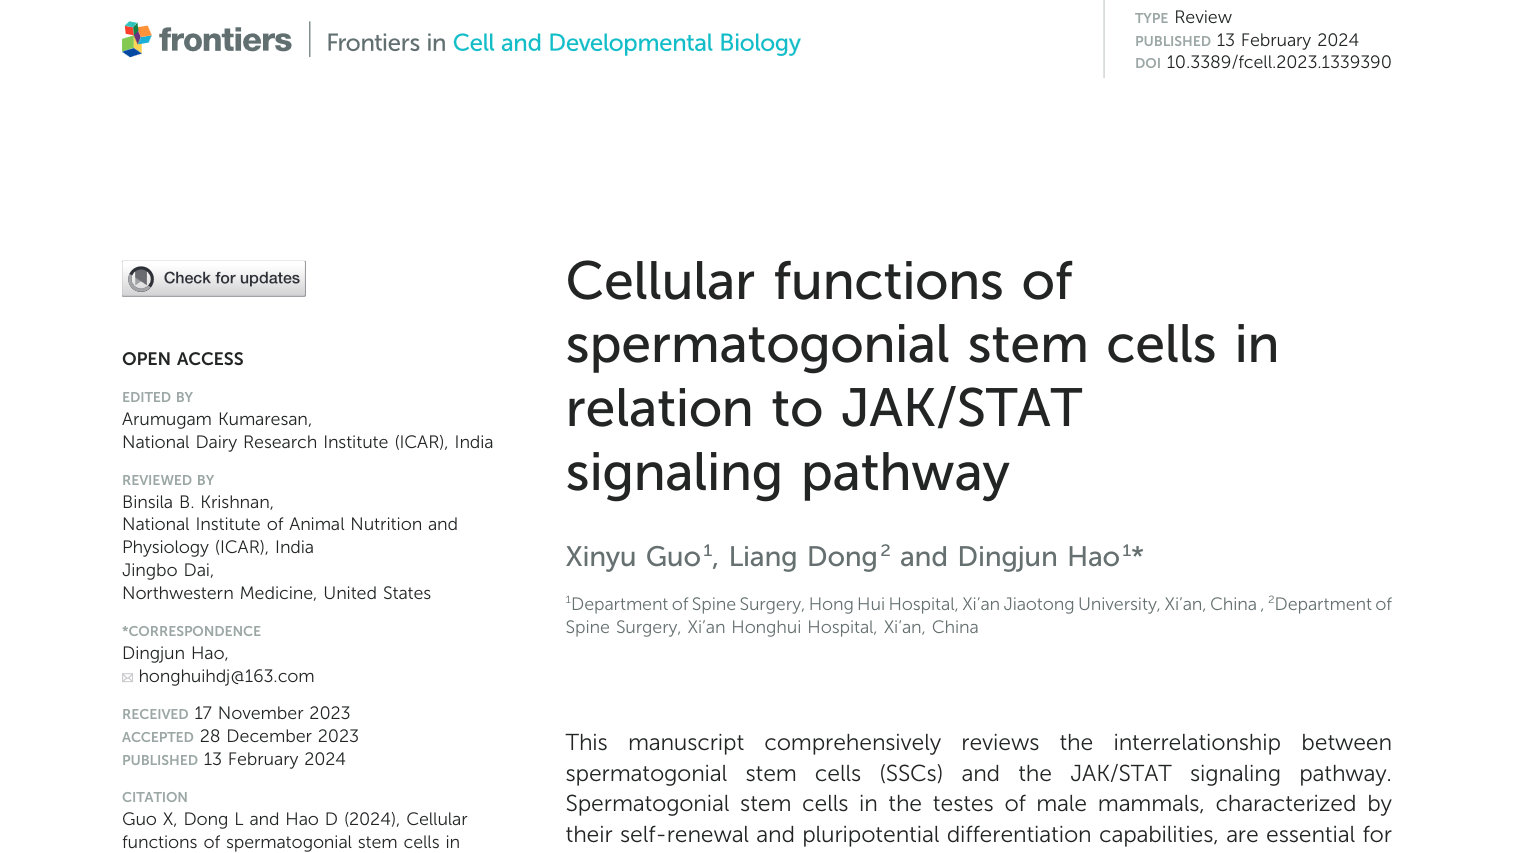 frontiers | Frontiers in Cell and Developmental Biology
TYPE Review
PUBLISHED 13 February 2024
DOI 10.3389/fcell.2023.1339390
Check for updates
OPEN ACCESS
EDITED BY
Arumugam Kumaresan,
National Dairy Research Institute (ICAR), India
REVIEWED BY
Binsila B. Krishnan,
National Institute of Animal Nutrition and
Physiology (ICAR), India
Jingbo Dai,
Northwestern Medicine, United States
*CORRESPONDENCE
Dingjun Hao,
honghuihdj@163.com
RECEIVED 17 November 2023
ACCEPTED 28 December 2023
PUBLISHED 13 February 2024
CITATION
Guo X, Dong L and Hao D (2024), Cellular
functions of spermatogonial stem cells in
Cellular functions of
spermatogonial stem cells in
relation to JAK/STAT
signaling pathway
Xinyu Guo¹, Liang Dong² and Dingjun Hao¹*
¹Department of Spine Surgery, Hong Hui Hospital, Xi’an Jiaotong University, Xi’an, China , ²Department of
Spine Surgery, Xi’an Honghui Hospital, Xi’an, China
This manuscript comprehensively reviews the interrelationship between
spermatogonial stem cells (SSCs) and the JAK/STAT signaling pathway.
Spermatogonial stem cells in the testes of male mammals, characterized by
their self-renewal and pluripotential differentiation capabilities, are essential for